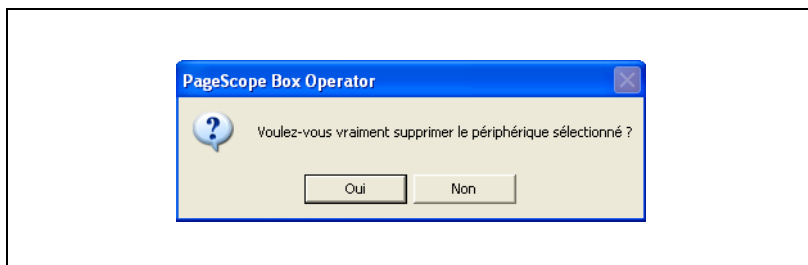 PageScope Box Operator
Voulez-vous vraiment supprimer le périphérique sélectionné ?
Oui Non